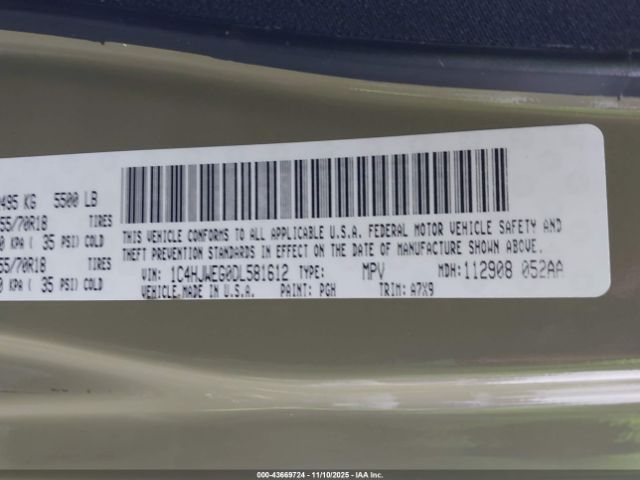 495 KG 5500 LB
55/70R18 TIRES
0 KPA ( 35 PSI) COLD
55/70R18 TIRES
0 KPA ( 35 PSI) COLD
THIS VEHICLE CONFORMS TO ALL APPLICABLE U.S.A. FEDERAL MOTOR VEHICLE SAFETY AND
THEFT PREVENTION STANDARDS IN EFFECT ON THE DATE OF MANUFACTURE SHOWN ABOVE.
VIN: 1C4HJWEG0DL581612 TYPE: MPV MDH: 112908 052AA
VEHICLE MADE IN U.S.A. PAINT: PGH TRIM: A7X9
000-43669724 - 11/10/2025 - IAAI.COM